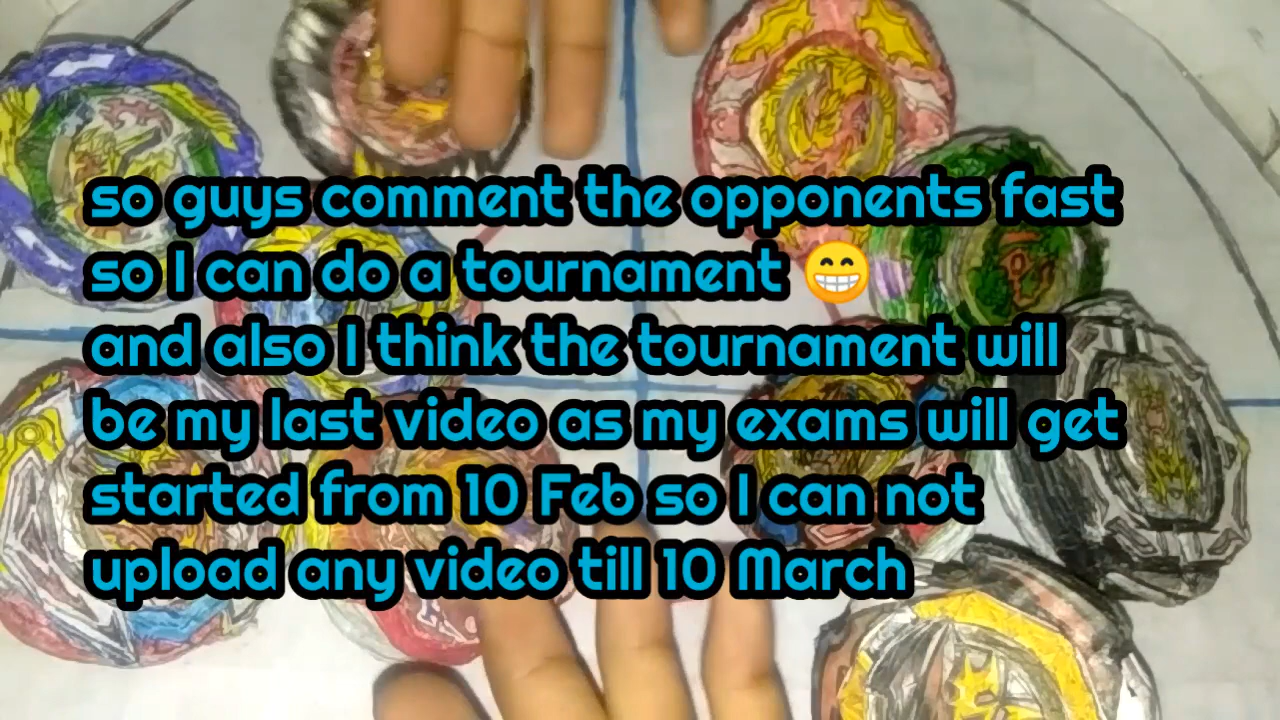 so guys comment the opponents fast
so I can do a tournament 😁
and also I think the tournament will
be my last video as my exams will get
started from 10 Feb so I can not
upload any video till 10 March